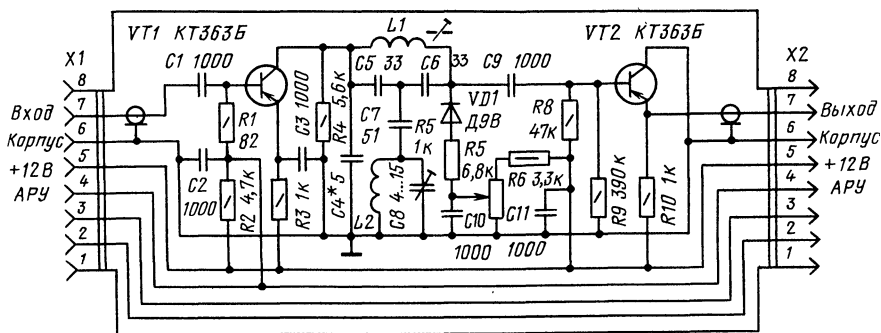 VT1 КТ363Б
L1
VT2 КТ363Б
X1
C1 1000
C5 33
C6 33
C9 1000
X2
8
7
6
5
4
3
2
1
Вход
Корпус
+12В
АРУ
R1
82
C2
1000
R2 4,7к
C3 1000
R3 1к
R4 5,6к
C7
51
C4*5
R5
1к
L2
C8 4...15
VD1
Д9В
R5
6,8к
R6 3,3к
C10
1000
C11
1000
R8
47к
R9 390к
R10 1к
8
7
6
5
4
3
2
1
Выход
Корпус
+12В
АРУ